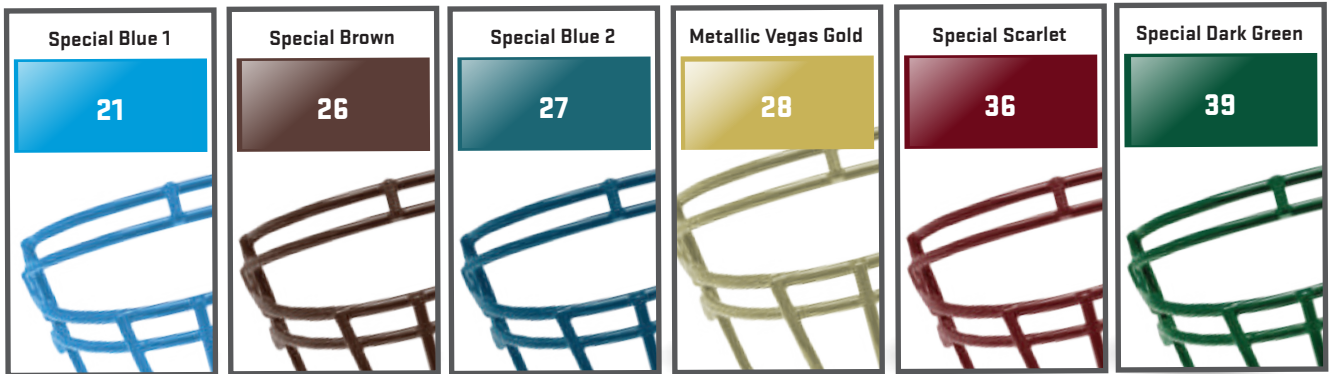 Special Blue 1
21
Special Brown
26
Special Blue 2
27
Metallic Vegas Gold
28
Special Scarlet
36
Special Dark Green
39